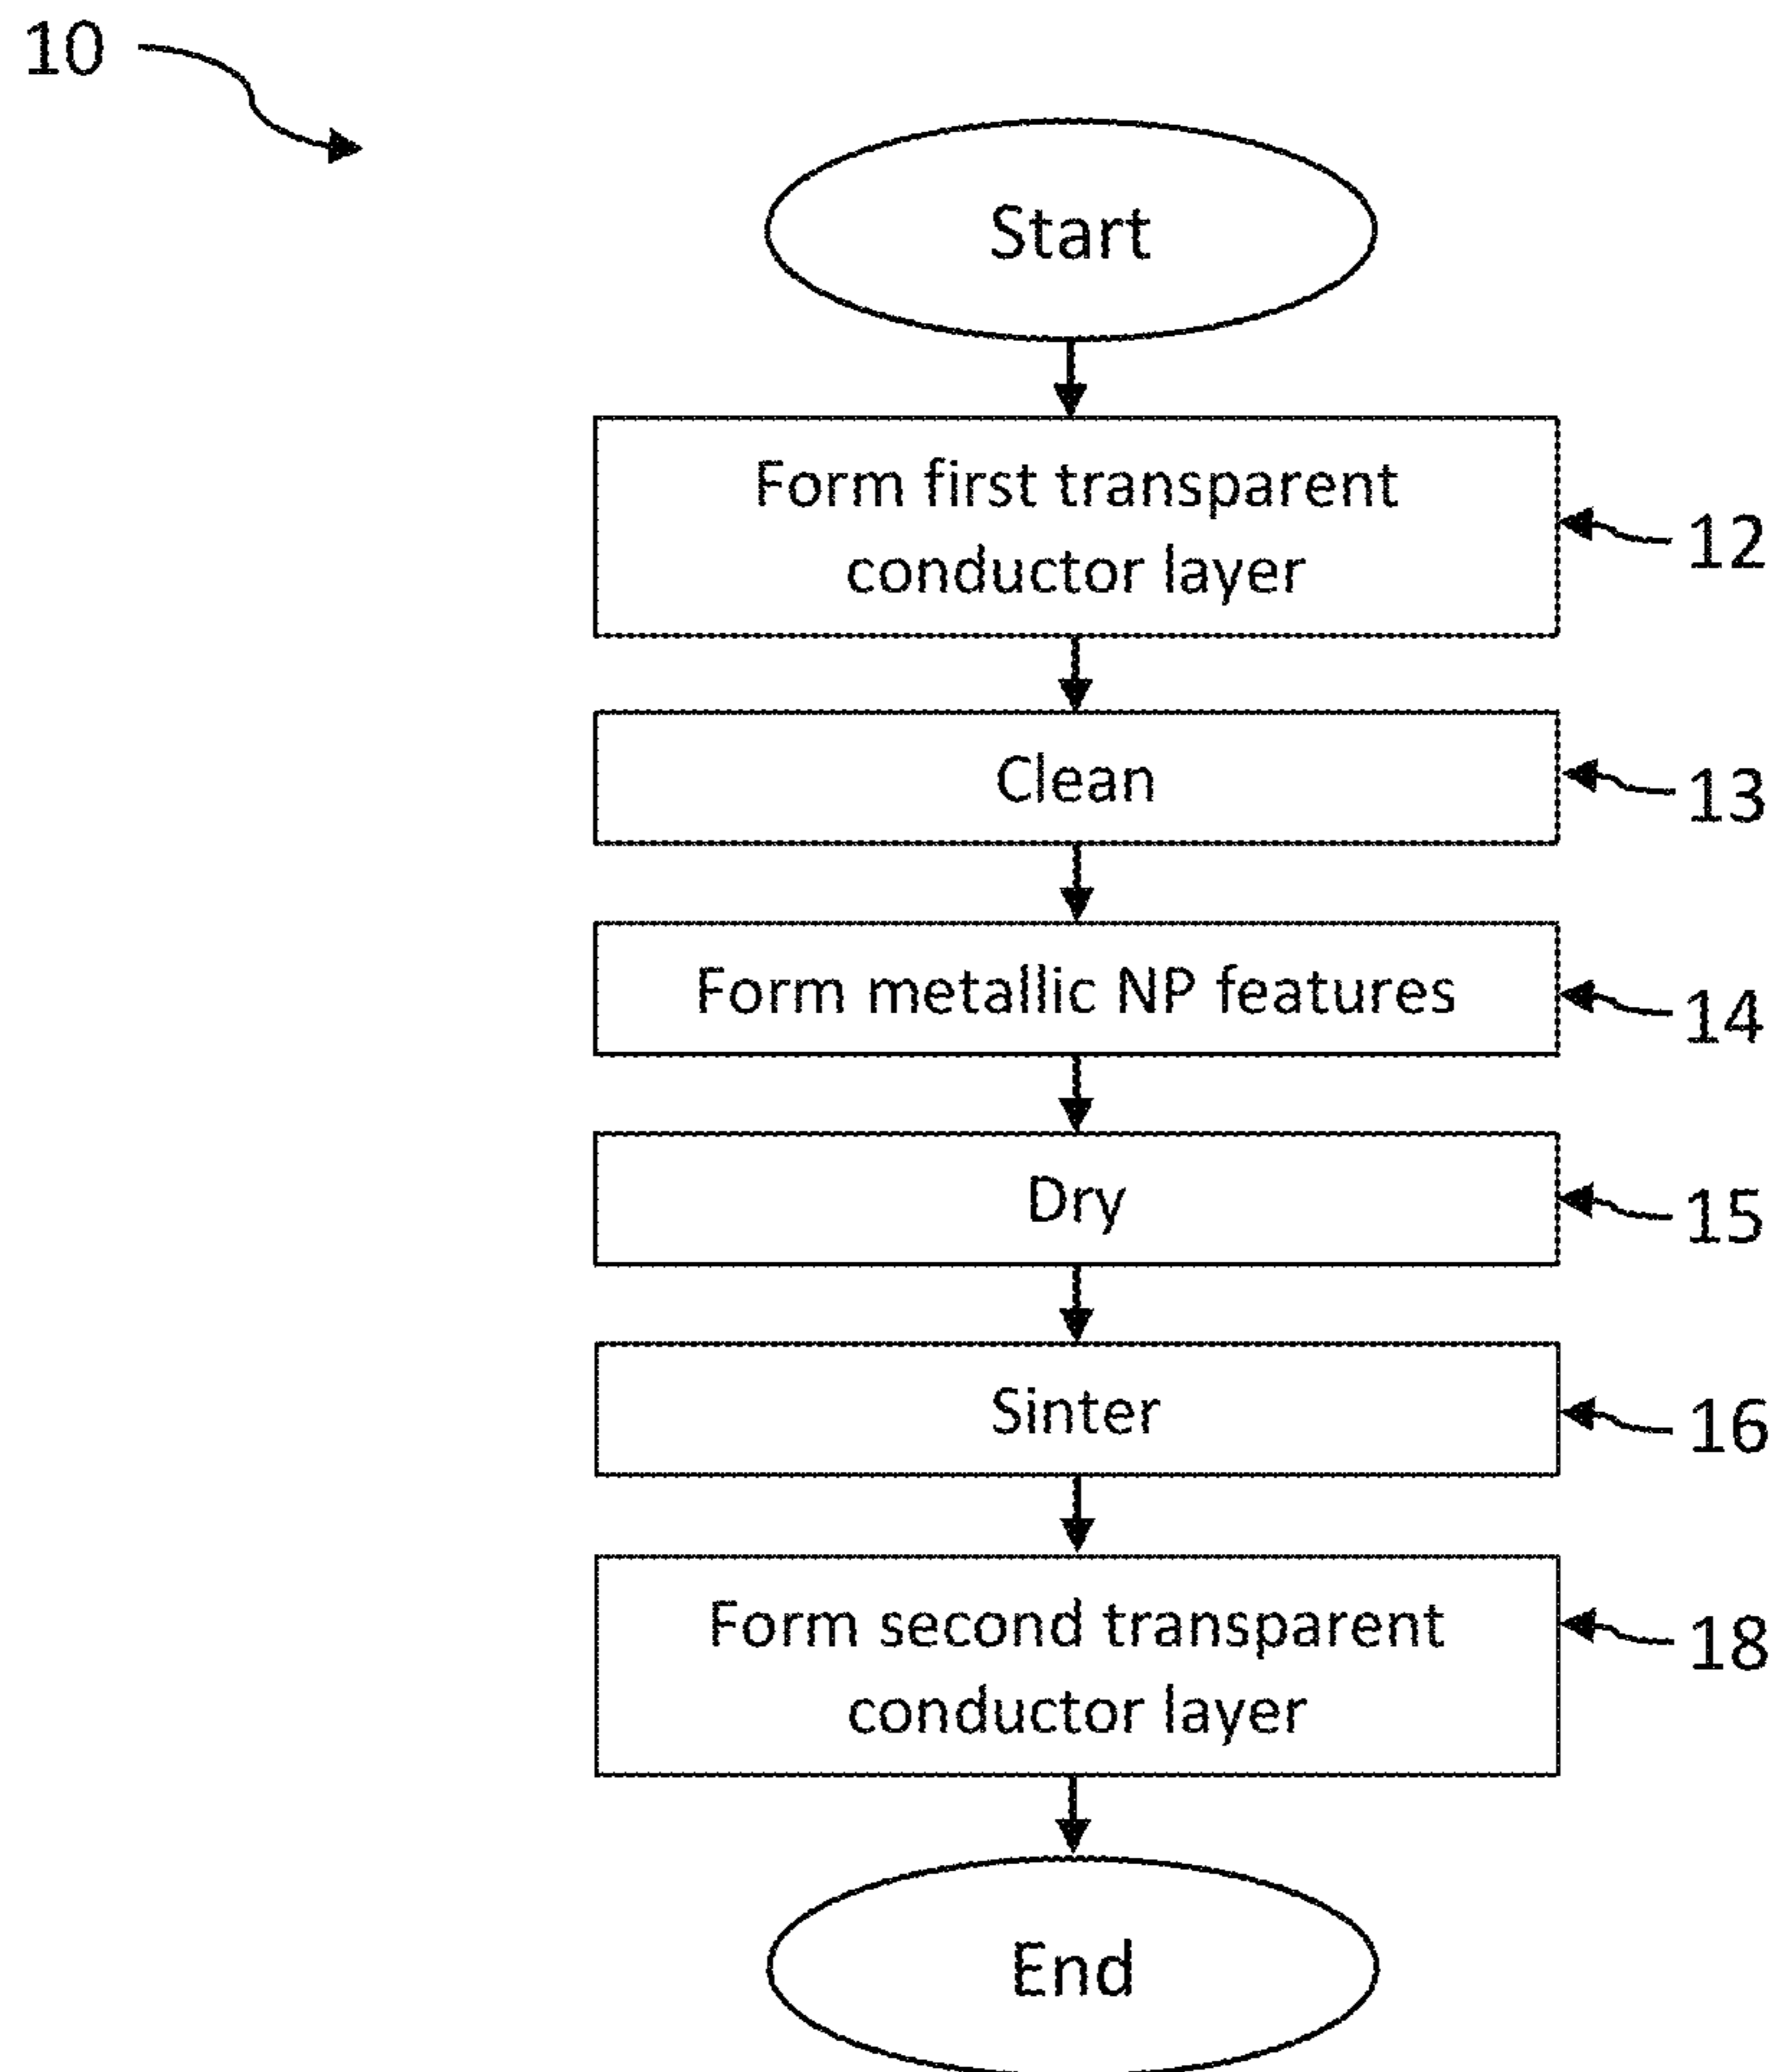 10
Start
Form first transparent
conductor layer
12
Clean
13
Form metallic NP features
14
Dry
15
Sinter
16
Form second transparent
conductor layer
18
End